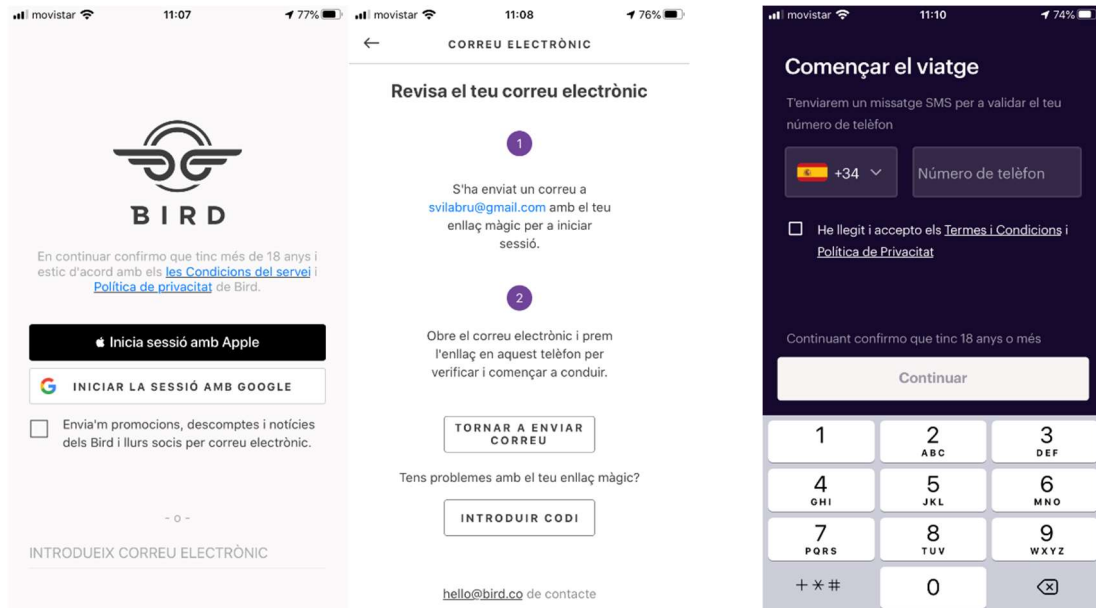 movistar 11:07 77%
BIRD
En continuar confirmo que tinc més de 18 anys i
estic d'acord amb els les Condicions del servei i
Política de privacitat de Bird.
Inicia sessió amb Apple
INICIAR LA SESSIÓ AMB GOOGLE
Envia'm promocions, descomptes i notícies
dels Bird i llurs socis per correu electrònic.
- o -
INTRODUEIX CORREU ELECTRÒNIC
movistar 11:08 76%
CORREU ELECTRÒNIC
Revisa el teu correu electrònic
1
S'ha enviat un correu a
svilabru@gmail.com amb el teu
enllaç màgic per a iniciar
sessió.
2
Obre el correu electrònic i prem
l'enllaç en aquest telèfon per
verificar i començar a conduir.
TORNAR A ENVIAR
CORREU
Tens problemes amb el teu enllaç màgic?
INTRODUIR CODI
hello@bird.co de contacte
movistar 11:10 74%
Començar el viatge
T'enviarem un missatge SMS per a validar el teu
número de telèfon
+34 Número de telèfon
He llegit i accepto els Termes i Condicions i
Política de Privacitat
Continuant confirmo que tinc 18 anys o més
Continuar
1 2 3
ABC DEF
4 5 6
GHI JKL MNO
7 8 9
PQRS TUV WXYZ
+*# 0